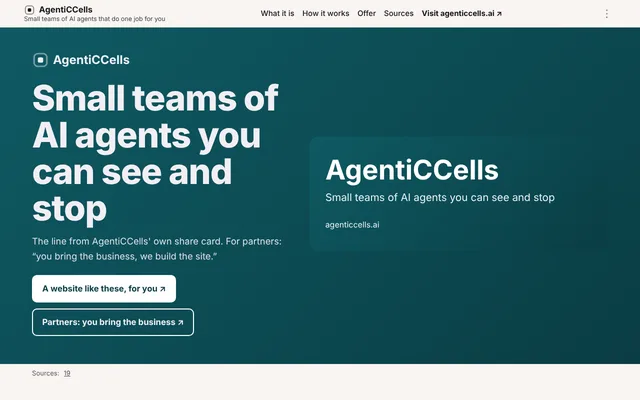 AgentiCCells
Small teams of AI agents that do one job for you
What it is
How it works
Offer
Sources
Visit agenticcells.ai ↗
⋮
AgentiCCells
Small teams of
AI agents you
can see and
stop
The line from AgentiCCells' own share card. For partners:
“you bring the business, we build the site.”
A website like these, for you ↗
Partners: you bring the business ↗
AgentiCCells
Small teams of AI agents you can see and stop
agenticcells.ai
Sources: 19